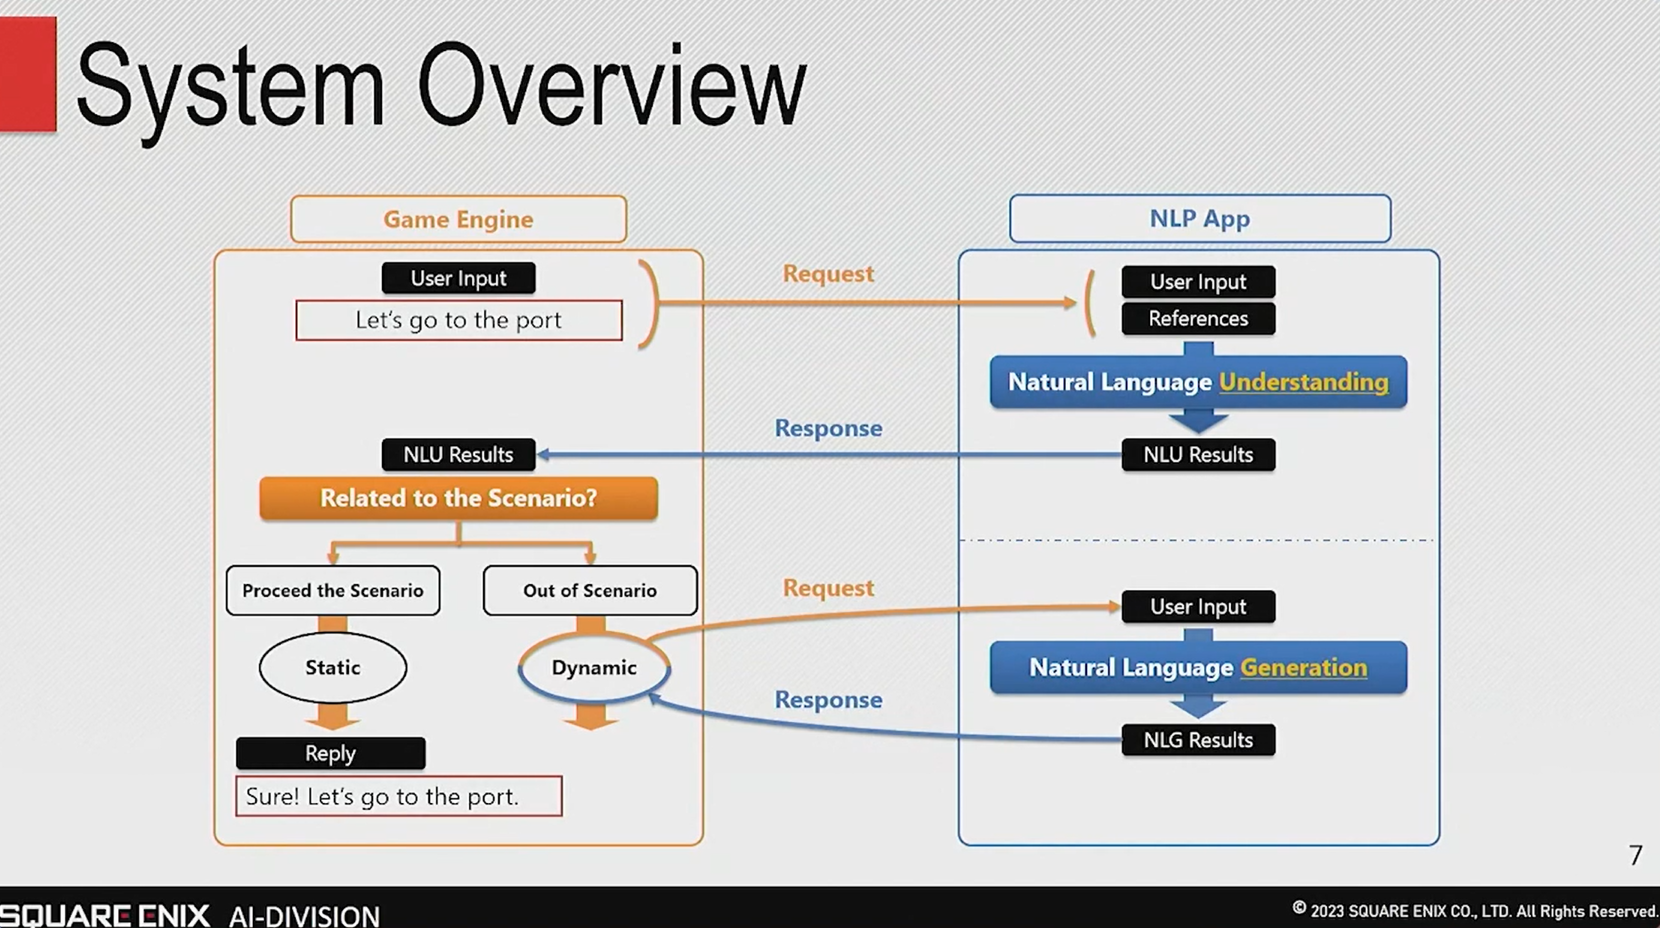 System Overview
Game Engine
User Input
Let's go to the port
Request
NLP App
User Input
References
Natural Language Understanding
NLU Results
Response
NLU Results
Related to the Scenario?
Proceed the Scenario
Out of Scenario
Static
Dynamic
Request
User Input
Natural Language Generation
NLG Results
Response
Reply
Sure! Let's go to the port.
7
SQUARE ENIX AI-DIVISION
© 2023 SQUARE ENIX CO., LTD. All Rights Reserved.